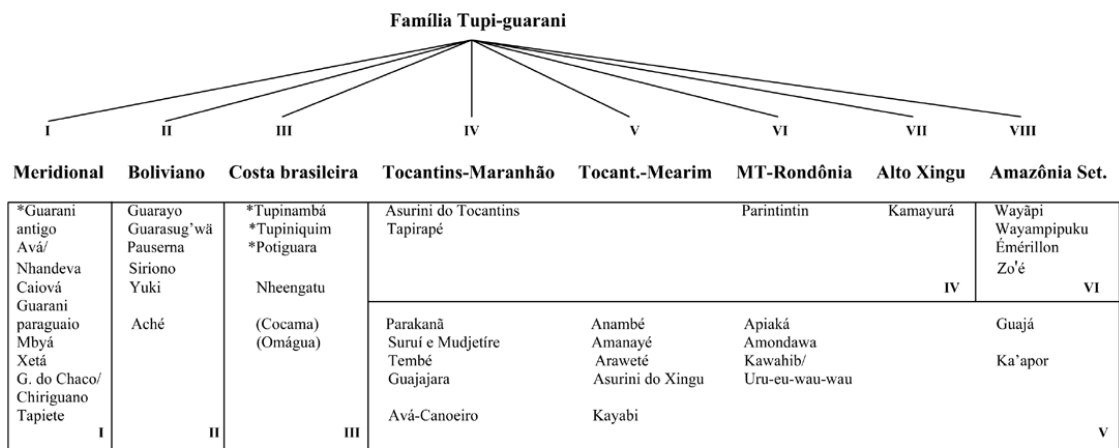 Família Tupi-guarani
I II III IV V VI VII VIII
Meridional Boliviano Costa brasileira Tocantins-Maranhão Tocant.-Mearim MT-Rondônia Alto Xingu Amazônia Set.
*Guarani Guarayo *Tupinambá Asurini do Tocantins Parintintin Kamayurá Wayãpi
antigo Guarasug'wä *Tupiniquim Tapirapé Wayampipuku
Avá/ Pauserna *Potiguara Émérillon
Nhandeva Siriono Zo'é
Caiová Yuki Nheengatu IV VI
Guarani
paraguaio Aché (Cocama) Parakanã Anambé Apiaká Guajá
Mbyá (Omágua) Suruí e Mudjetíre Amanayé Amondawa
Xetá Tembé Araweté Kawahib/ Ka'apor
G. do Chaco/ Guajajara Asurini do Xingu Uru-eu-wau-wau
Chiriguano
Tapiete Avá-Canoeiro Kayabi
I II III V